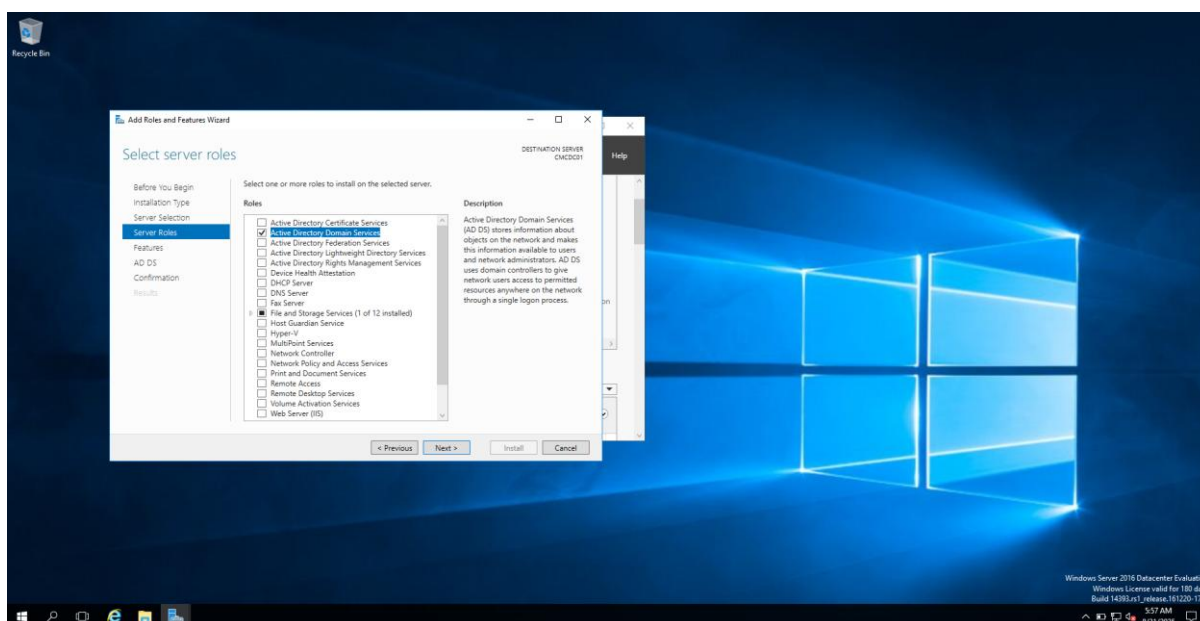 Recycle Bin
Add Roles and Features Wizard
Select server roles
DESTINATION SERVER
CMCDC01
Help
Before You Begin
Installation Type
Server Selection
Server Roles
Features
AD DS
Confirmation
Results
Select one or more roles to install on the selected server.
Roles
Active Directory Certificate Services
Active Directory Domain Services
Active Directory Federation Services
Active Directory Lightweight Directory Services
Active Directory Rights Management Services
Device Health Attestation
DHCP Server
DNS Server
Fax Server
File and Storage Services (1 of 12 installed)
Host Guardian Service
Hyper-V
MultiPoint Services
Network Controller
Network Policy and Access Services
Print and Document Services
Remote Access
Remote Desktop Services
Volume Activation Services
Web Server (IIS)
Description
Active Directory Domain Services
(AD DS) stores information about
objects on the network and makes
this information available to users
and network administrators. AD DS
uses domain controllers to give
network users access to permitted
resources anywhere on the network
through a single logon process.
on
< Previous
Next >
Install
Cancel
Windows Server 2016 Datacenter Evaluati
Windows License valid for 180 da
Build 14393.rs1_release.161220-17
5:57 AM